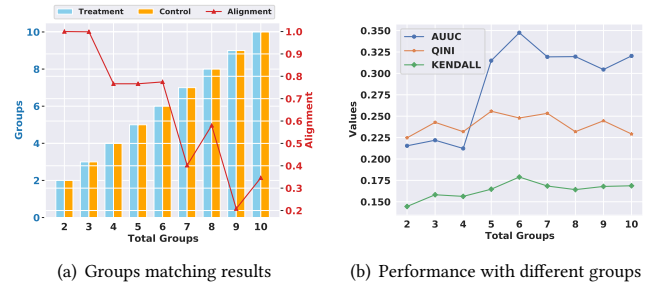 Treatment Control Alignment
10
8
6
4
2
0
Groups
1.0
0.9
0.8
0.7
0.6
0.5
0.4
0.3
0.2
Alignment
2 3 4 5 6 7 8 9 10
Total Groups
(a) Groups matching results
AUUC
QINI
KENDALL
0.350
0.325
0.300
0.275
0.250
0.225
0.200
0.175
0.150
Values
2 3 4 5 6 7 8 9 10
Total Groups
(b) Performance with different groups